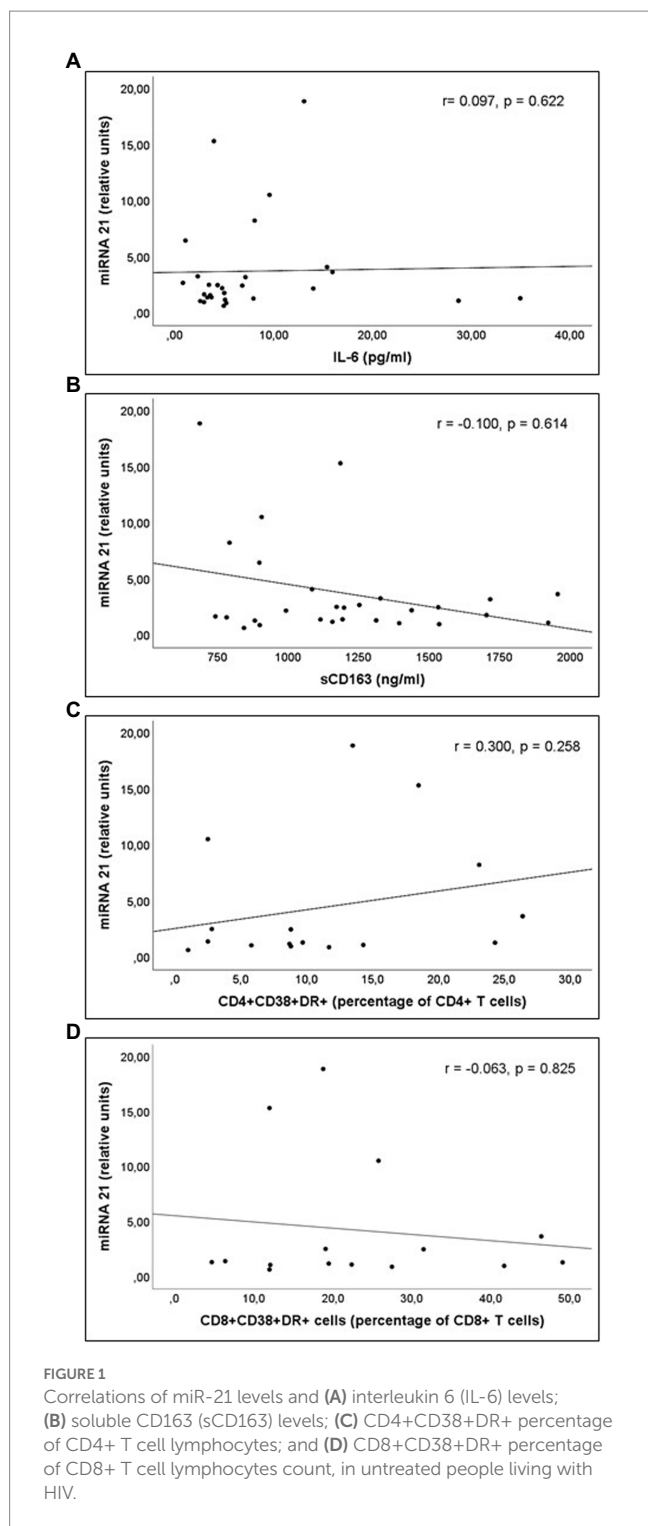 A
r= 0.097, p = 0.622
miRNA 21 (relative units)
20,00
15,00
10,00
5,00
,00
,00 10,00 20,00 30,00 40,00
IL-6 (pg/ml)
B
r = -0.100, p = 0.614
miRNA 21 (relative units)
20,00
15,00
10,00
5,00
,00
750 1000 1250 1500 1750 2000
sCD163 (ng/ml)
C
r = 0.300, p = 0.258
miRNA 21 (relative units)
20,00
15,00
10,00
5,00
,00
,0 5,0 10,0 15,0 20,0 25,0 30,0
CD4+CD38+DR+ (percentage of CD4+ T cells)
D
r = -0.063, p = 0.825
miRNA 21 (relative units)
20,00
15,00
10,00
5,00
,00
,0 10,0 20,0 30,0 40,0 50,0
CD8+CD38+DR+ cells (percentage of CD8+ T cells)
FIGURE 1
Correlations of miR-21 levels and (A) interleukin 6 (IL-6) levels;
(B) soluble CD163 (sCD163) levels; (C) CD4+CD38+DR+ percentage
of CD4+ T cell lymphocytes; and (D) CD8+CD38+DR+ percentage
of CD8+ T cell lymphocytes count, in untreated people living with
HIV.